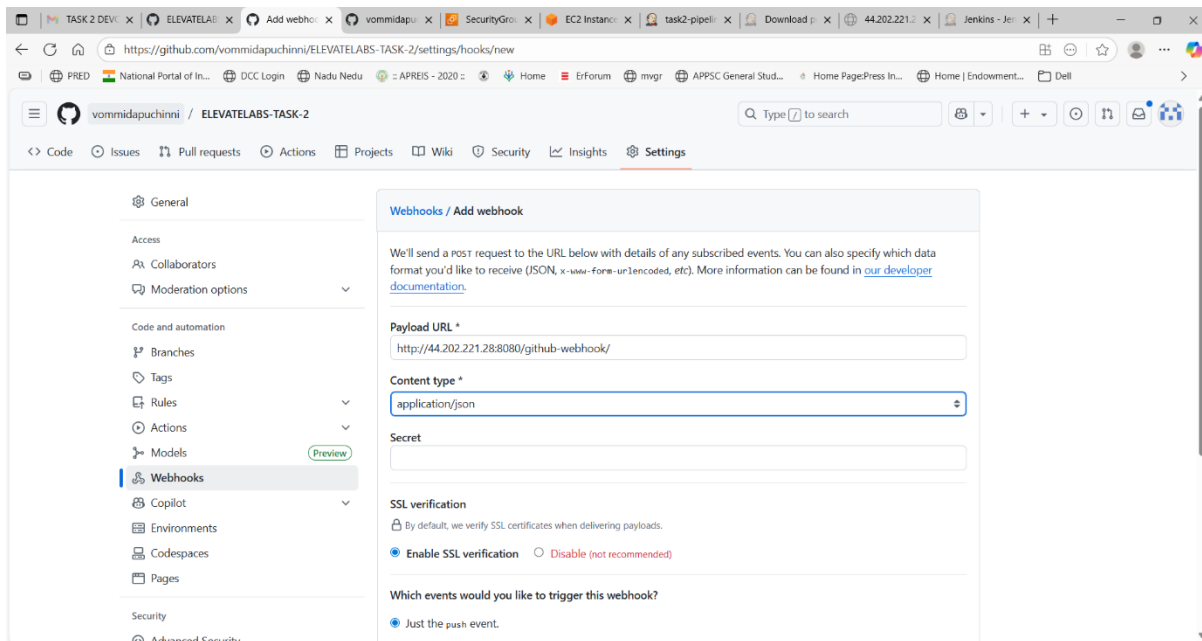 TASK 2 DEVO
ELEVATELAB
Add webhoo
vommidapu
SecurityGrou
EC2 Instance
task2-pipelin
Download p
44.202.221.2
Jenkins - Jen
https://github.com/vommidapuchinni/ELEVATELABS-TASK-2/settings/hooks/new
PRED
National Portal of In...
DCC Login
Nadu Nedu
:: APREIS - 2020 ::
Home
ErForum
mvgr
APPSC General Stud...
Home Page:Press In...
Home | Endowment...
Dell
vommidapuchinni / ELEVATELABS-TASK-2
Type / to search
<> Code
Issues
Pull requests
Actions
Projects
Wiki
Security
Insights
Settings
General
Access
Collaborators
Moderation options
Code and automation
Branches
Tags
Rules
Actions
Models
Preview
Webhooks
Copilot
Environments
Codespaces
Pages
Security
Advanced Security
Webhooks / Add webhook
We'll send a POST request to the URL below with details of any subscribed events. You can also specify which data
format you'd like to receive (JSON, x-www-form-urlencoded, etc). More information can be found in our developer
documentation.
Payload URL *
http://44.202.221.28:8080/github-webhook/
Content type *
application/json
Secret
SSL verification
By default, we verify SSL certificates when delivering payloads.
Enable SSL verification
Disable (not recommended)
Which events would you like to trigger this webhook?
Just the push event.